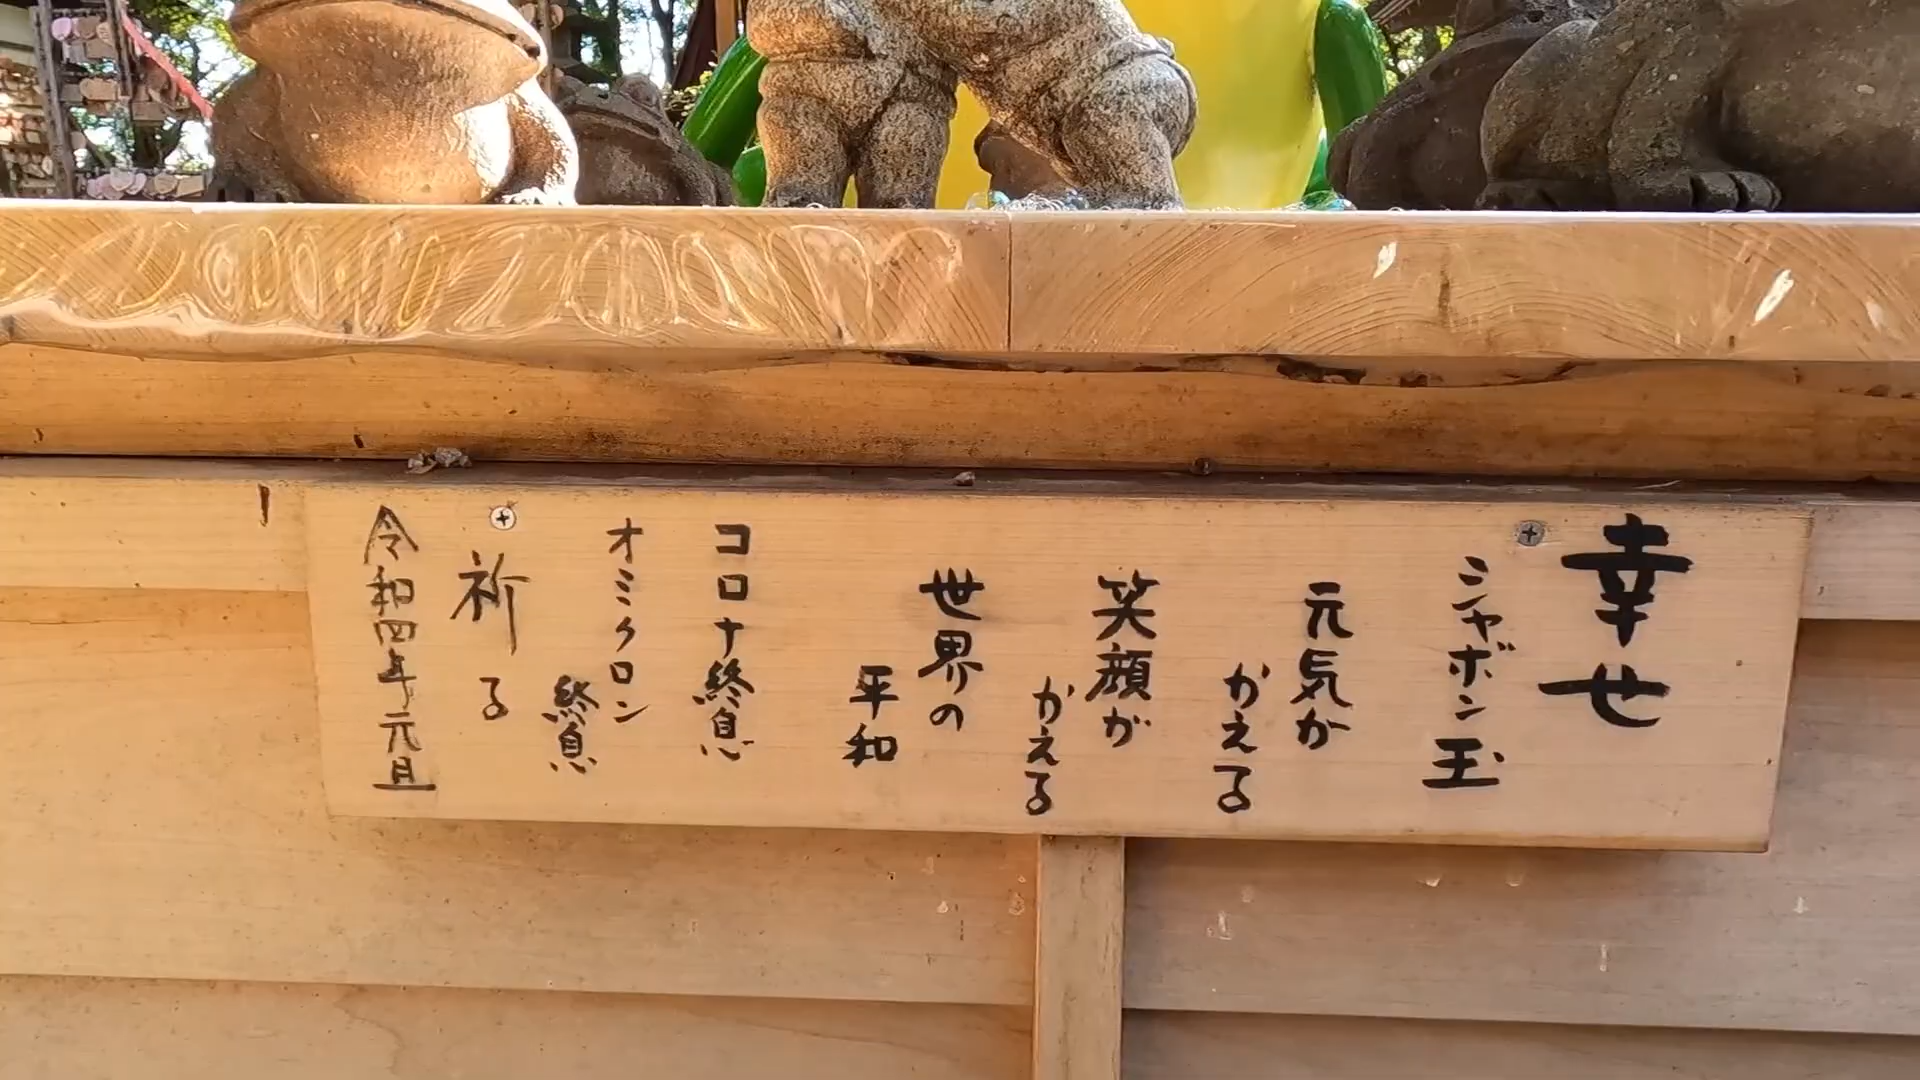 幸せ
シャボン玉
元気が
かえる
笑顔が
かえる
世界の
平和
コロナ終息
オミクロン
終息
祈る
令和四年元旦